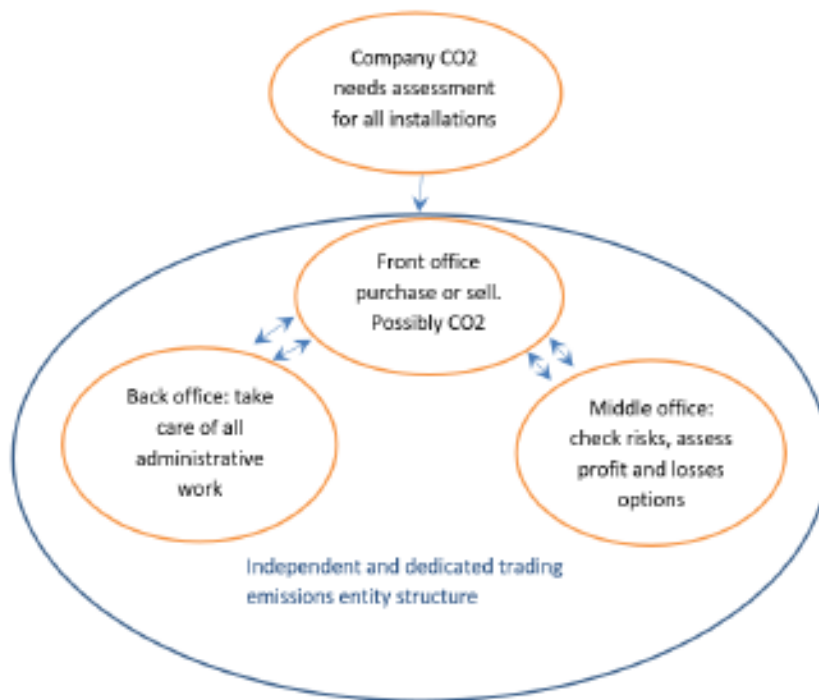 Company CO2
needs assessment
for all installations
Front office
purchase or sell.
Possibly CO2
Back office: take
care of all
administrative
work
Middle office:
check risks, assess
profit and losses
options
Independent and dedicated trading
emissions entity structure